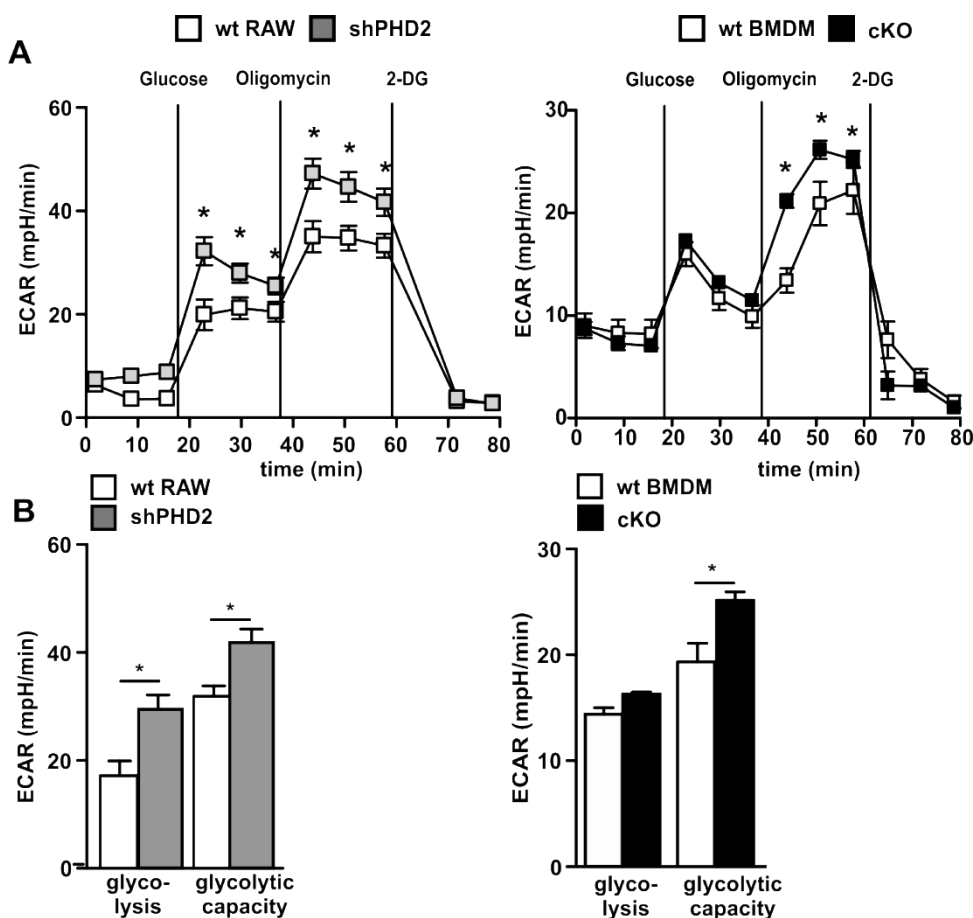 wt RAW shPHD2
wt BMDM cKO
A
Glucose Oligomycin 2-DG
Glucose Oligomycin 2-DG
ECAR (mpH/min)
60
40
20
0
* * * * * *
0 10 20 30 40 50 60 70 80
time (min)
ECAR (mpH/min)
30
20
10
0
* * *
0 10 20 30 40 50 60 70 80
time (min)
B
wt RAW
shPHD2
ECAR (mpH/min)
60
40
20
0
* *
glyco- glycolytic
lysis capacity
wt BMDM
cKO
ECAR (mpH/min)
30
20
10
0
*
glyco- glycolytic
lysis capacity